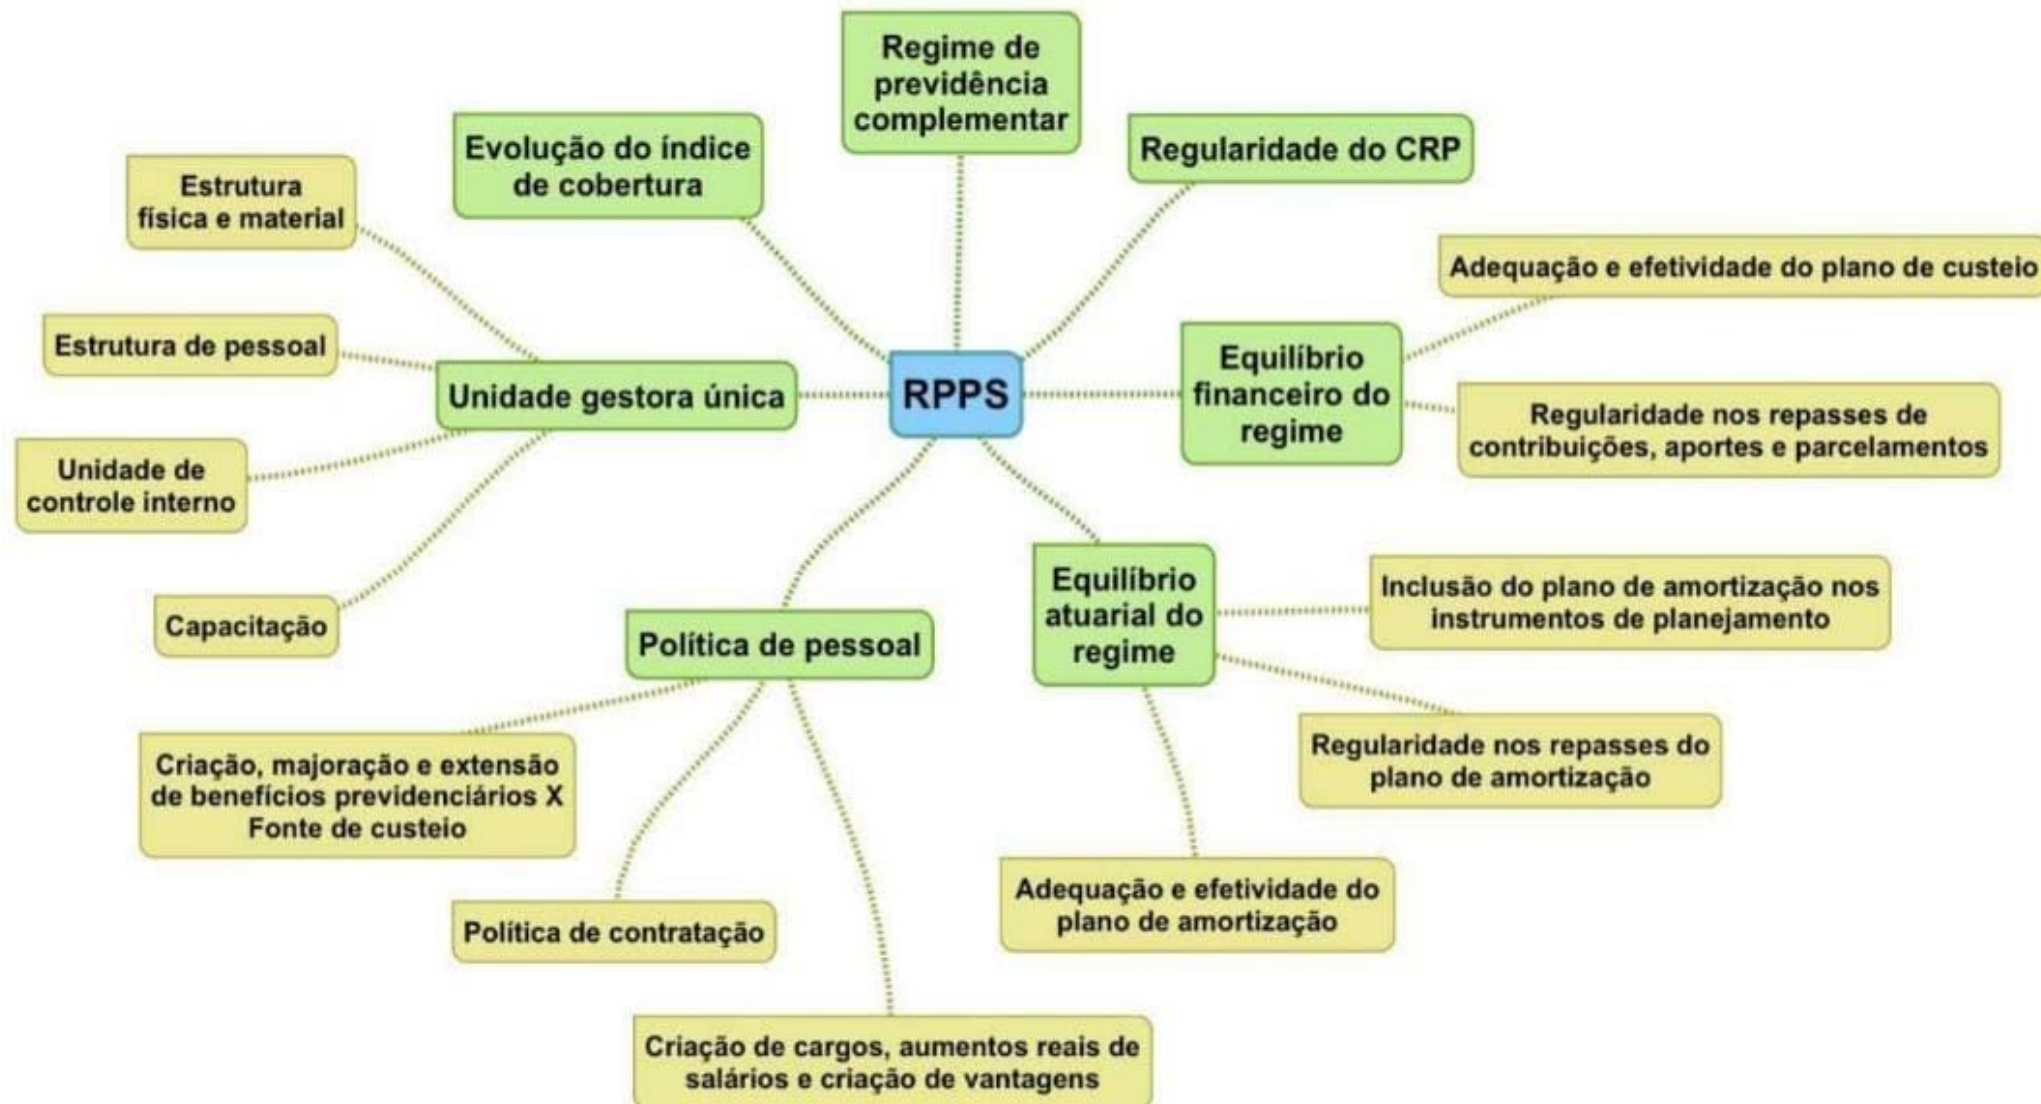 Regime de
previdência
complementar
Evolução do índice
de cobertura
Regularidade do CRP
Estrutura
física e material
Adequação e efetividade do plano de custeio
Estrutura de pessoal
Unidade gestora única
RPPS
Equilíbrio
financeiro do
regime
Regularidade nos repasses de
contribuições, aportes e parcelamentos
Unidade de
controle interno
Capacitação
Política de pessoal
Equilíbrio
atuarial do
regime
Inclusão do plano de amortização nos
instrumentos de planejamento
Regularidade nos repasses do
plano de amortização
Criação, majoração e extensão
de benefícios previdenciários X
Fonte de custeio
Adequação e efetividade do
plano de amortização
Política de contratação
Criação de cargos, aumentos reais de
salários e criação de vantagens